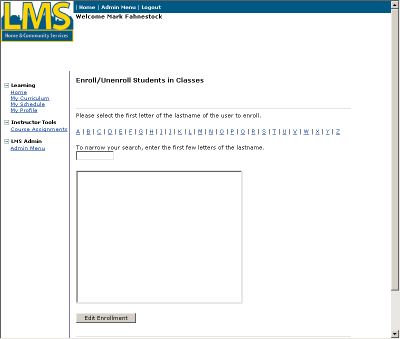 LMS
Home & Community Services
| Home | Admin Menu | Logout
Welcome Mark Fahnestock
Learning
Home
My Curriculum
My Schedule
My Profile
Instructor Tools
Course Assignments
LMS Admin
Admin Menu
Enroll/Unenroll Students in Classes
Please select the first letter of the lastname of the user to enroll.
A | B | C | D | E | F | G | H | I | J | K | L | M | N | O | P | Q | R | S | T | U | V | W | X | Y | Z
To narrow your search, enter the first few letters of the lastname.
Edit Enrollment